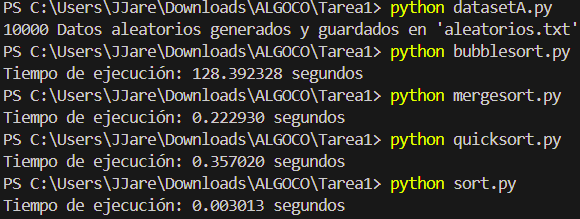 PS C:\Users\JJare\Downloads\ALGOCO\Tarea1> python datasetA.py
10000 Datos aleatorios generados y guardados en 'aleatorios.txt'
PS C:\Users\JJare\Downloads\ALGOCO\Tarea1> python bubblesort.py
Tiempo de ejecución: 128.392328 segundos
PS C:\Users\JJare\Downloads\ALGOCO\Tarea1> python mergesort.py
Tiempo de ejecución: 0.222930 segundos
PS C:\Users\JJare\Downloads\ALGOCO\Tarea1> python quicksort.py
Tiempo de ejecución: 0.357020 segundos
PS C:\Users\JJare\Downloads\ALGOCO\Tarea1> python sort.py
Tiempo de ejecución: 0.003013 segundos